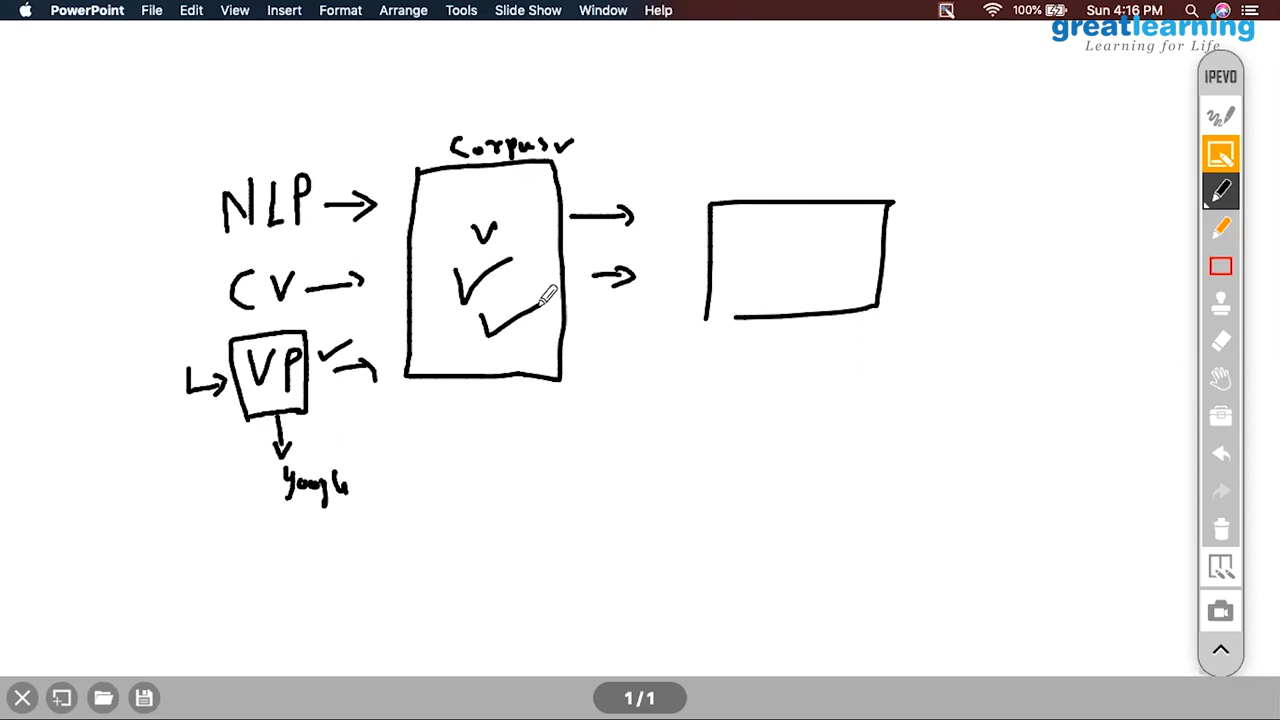 PowerPoint File Edit View Insert Format Arrange Tools Slide Show Window Help 100% Sun 4:16 PM
greatlearning
Learning for Life
IPEVO
Corpus
NLP
CV
VP
1/1